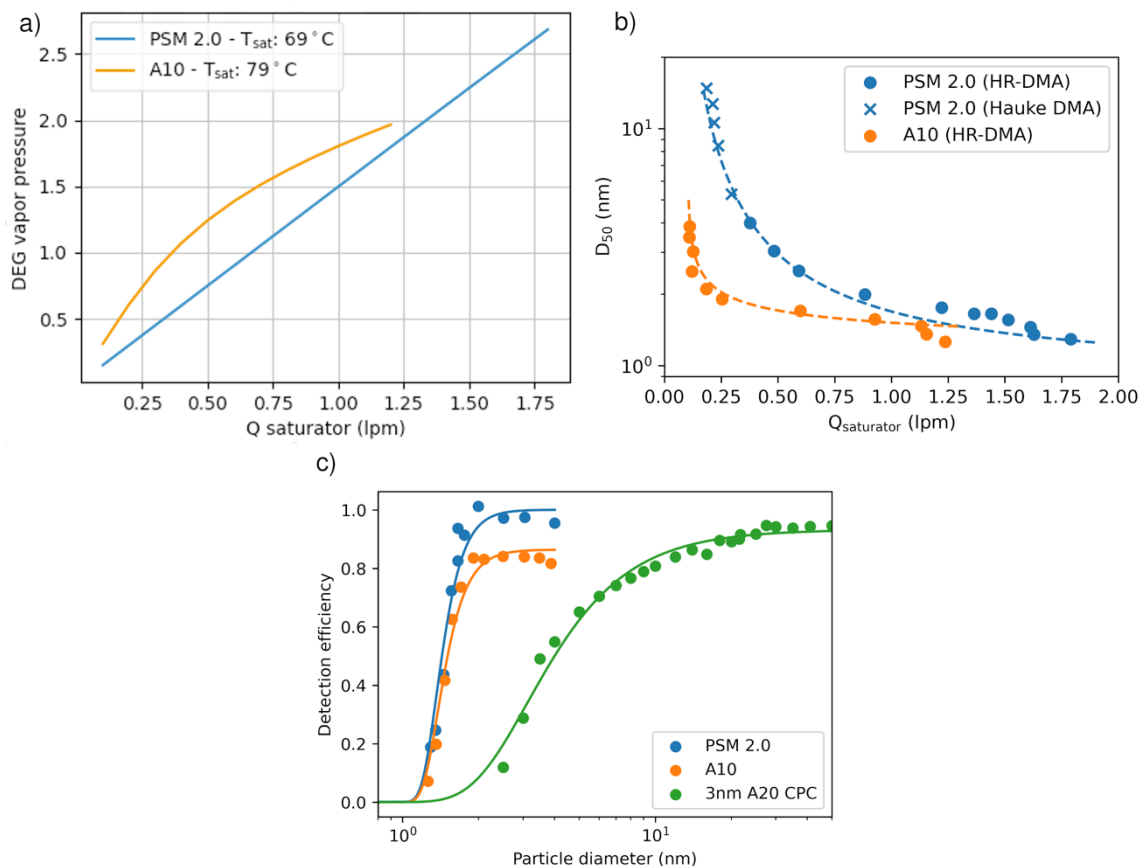 a)
PSM 2.0 - Tsat: 69°C
A10 - Tsat: 79°C
DEG vapor pressure
2.5
2.0
1.5
1.0
0.5
0.25 0.50 0.75 1.00 1.25 1.50 1.75
Q saturator (lpm)
b)
PSM 2.0 (HR-DMA)
PSM 2.0 (Hauke DMA)
A10 (HR-DMA)
D50 (nm)
10¹
10⁰
0.00 0.25 0.50 0.75 1.00 1.25 1.50 1.75 2.00
Qsaturator (lpm)
c)
Detection efficiency
1.0
0.8
0.6
0.4
0.2
0.0
PSM 2.0
A10
3nm A20 CPC
10⁰ 10¹
Particle diameter (nm)